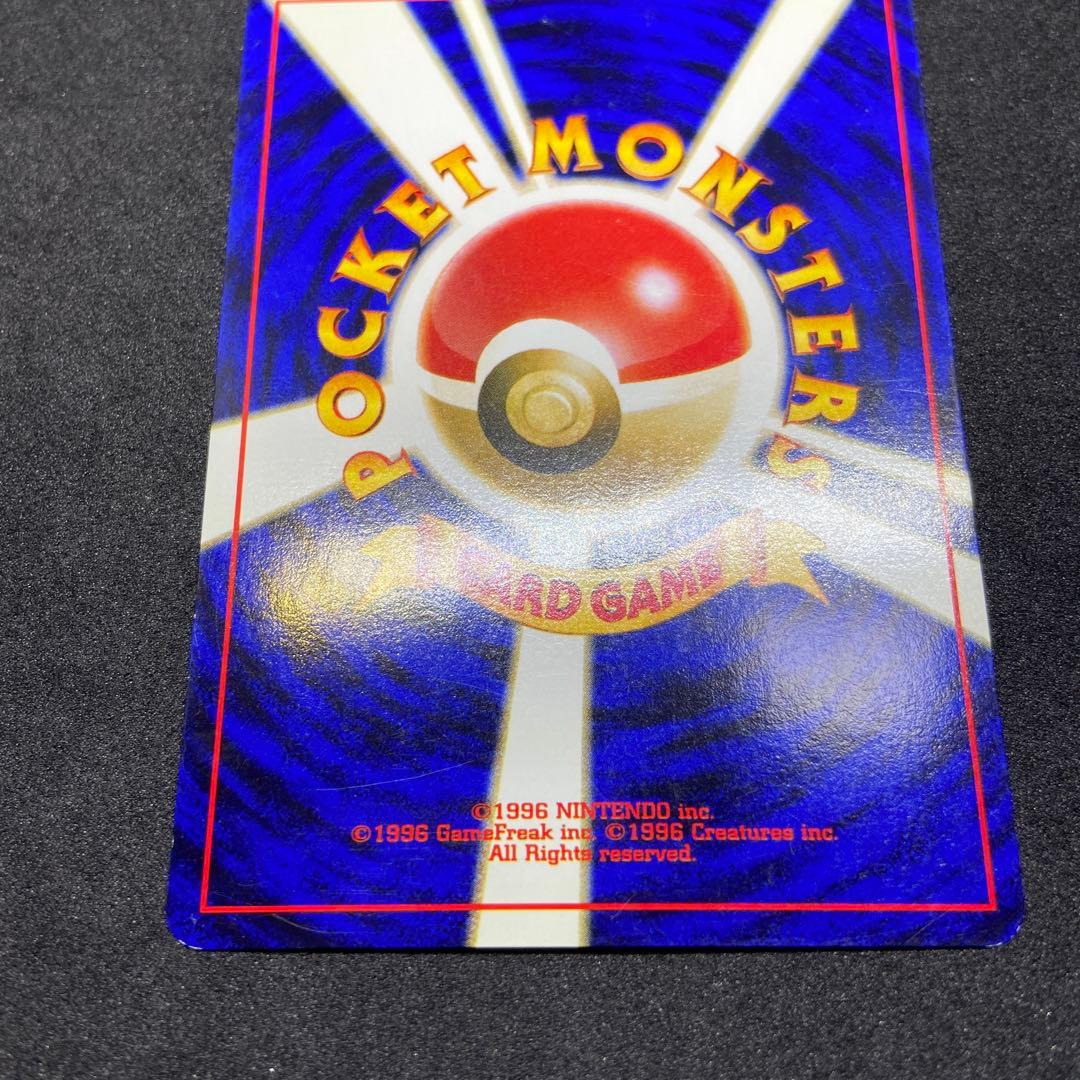 POCKET MONSTERS
CARD GAME
©1996 NINTENDO inc.
©1996 GameFreak inc. ©1996 Creatures inc.
All Rights reserved.